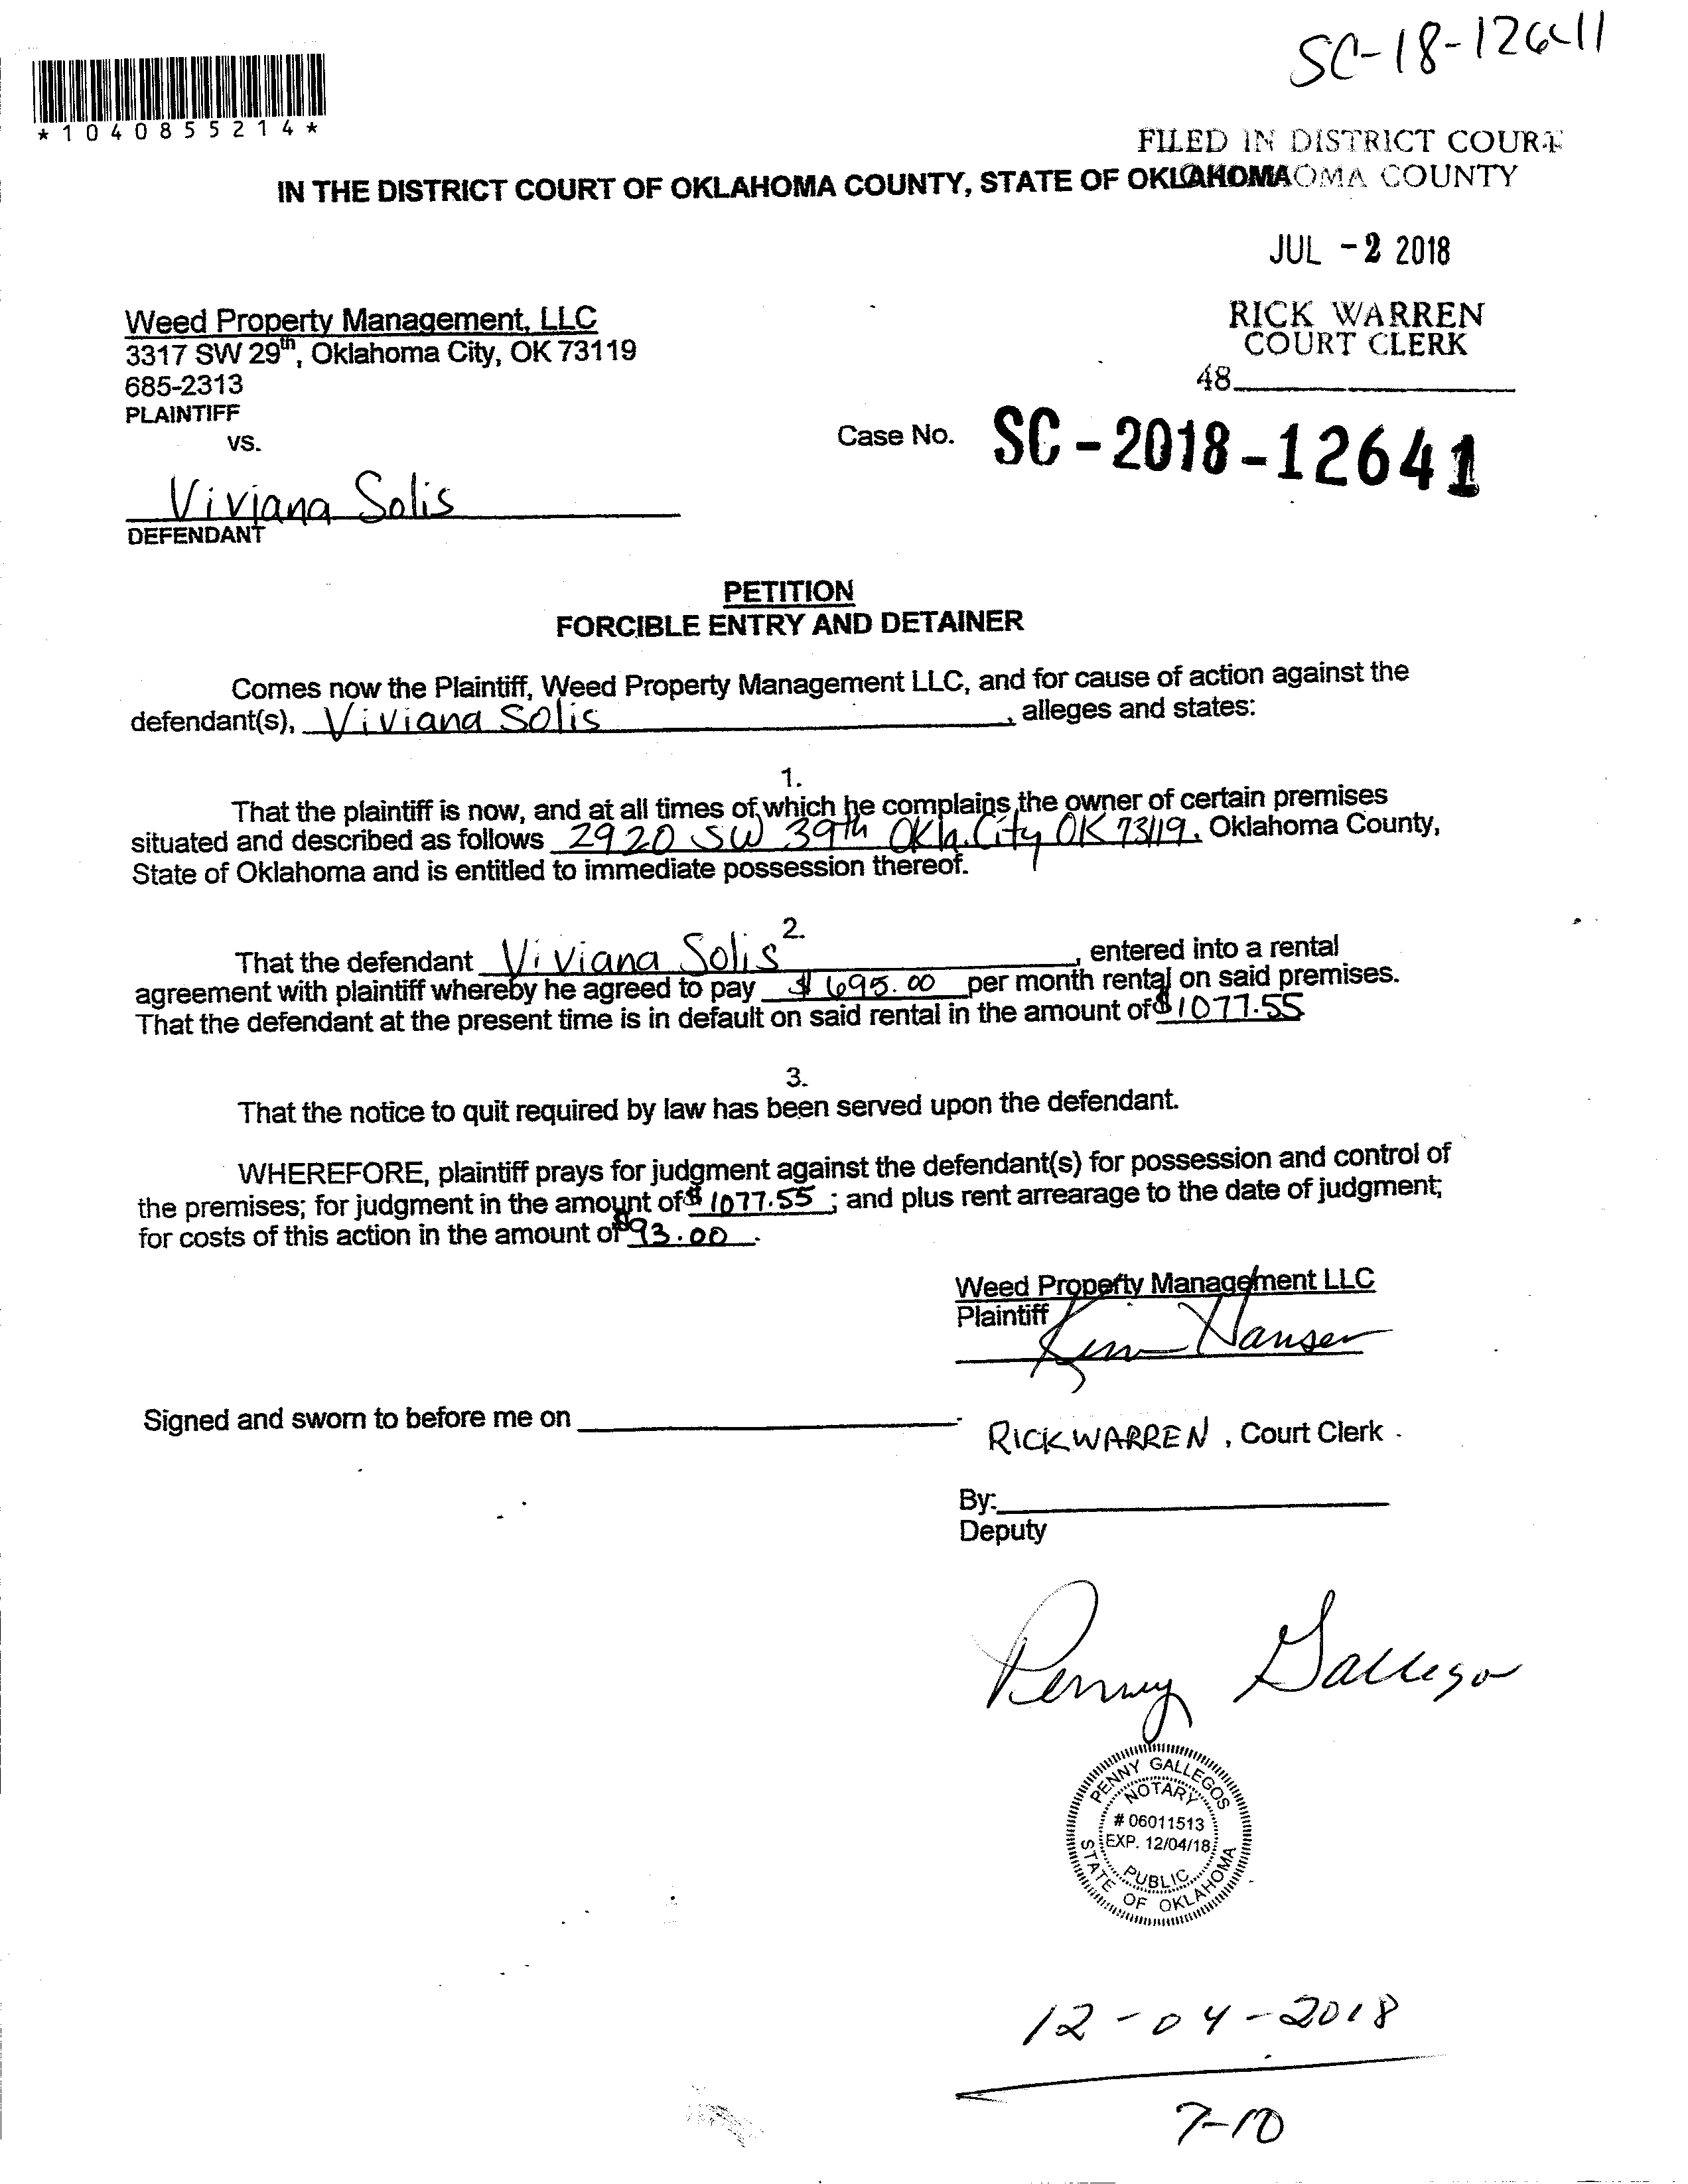 SC-18-12641
*1040855214*
FILED IN DISTRICT COURT
IN THE DISTRICT COURT OF OKLAHOMA COUNTY, STATE OF OKLAHOMA
OKLAHOMA COUNTY
JUL -2 2018
RICK WARREN
COURT CLERK
48
Weed Property Management, LLC
3317 SW 29th, Oklahoma City, OK 73119
685-2313
PLAINTIFF
VS.
Case No. SC-2018-12641
Viviana Solis
DEFENDANT
PETITION
FORCIBLE ENTRY AND DETAINER
Comes now the Plaintiff, Weed Property Management LLC, and for cause of action against the
defendant(s), Viviana Solis, alleges and states:
1.
That the plaintiff is now, and at all times of which he complains the owner of certain premises
situated and described as follows 2920 SW 39th Okla. City OK 73119, Oklahoma County,
State of Oklahoma and is entitled to immediate possession thereof.
2.
That the defendant Viviana Solis, entered into a rental
agreement with plaintiff whereby he agreed to pay $695.00 per month rental on said premises.
That the defendant at the present time is in default on said rental in the amount of $1077.55
3.
That the notice to quit required by law has been served upon the defendant.
WHEREFORE, plaintiff prays for judgment against the defendant(s) for possession and control of
the premises; for judgment in the amount of $1077.55; and plus rent arrearage to the date of judgment;
for costs of this action in the amount of $93.00.
Weed Property Management LLC
Plaintiff
Kim Hansen
Signed and sworn to before me on
RICK WARREN, Court Clerk
By:
Deputy
Penny Gallegos
PENNY GALLEGOS
NOTARY
# 06011513
EXP. 12/04/18
PUBLIC
STATE OF OKLAHOMA
12-04-2018
7-10